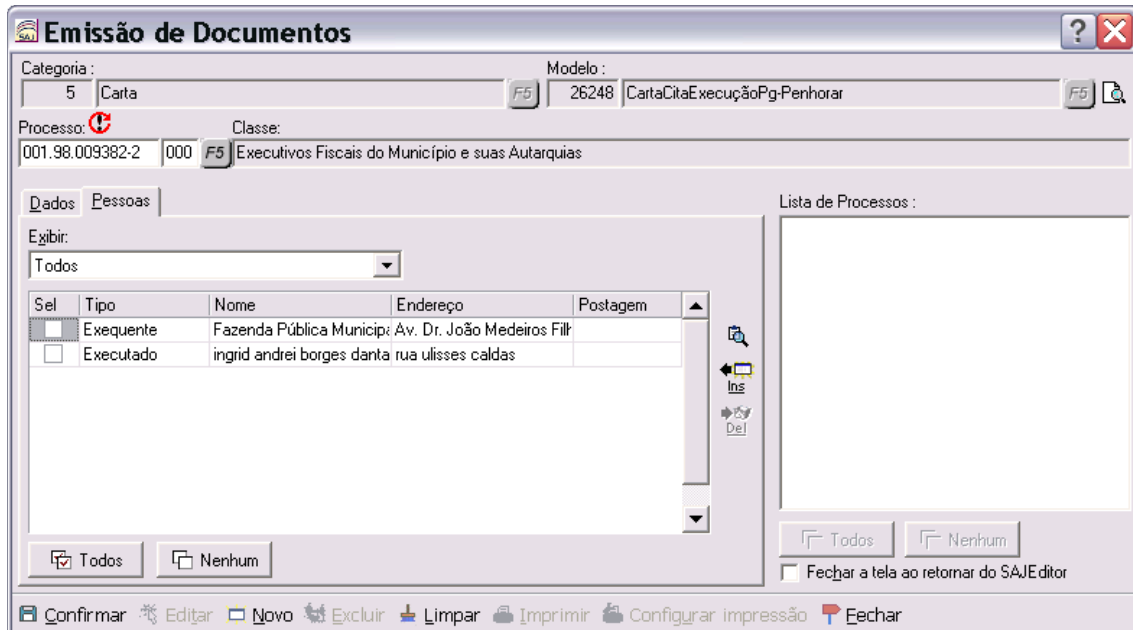 SAJ Emissão de Documentos
Categoria : Modelo :
5 Carta F5 26248 CartaCitaExecuçãoPg-Penhorar F5
Processo: Classe:
001.98.009382-2 000 F5 Executivos Fiscais do Município e suas Autarquias
Dados Pessoas
Lista de Processos :
Exibir:
Todos
Sel Tipo Nome Endereço Postagem
Exequente Fazenda Pública Municipa Av. Dr. João Medeiros Filh
Executado ingrid andrei borges danta rua ulisses caldas
Ins
Del
Todos Nenhum
Todos Nenhum
Fechar a tela ao retornar do SAJEditor
Confirmar Editar Novo Excluir Limpar Imprimir Configurar impressão Fechar